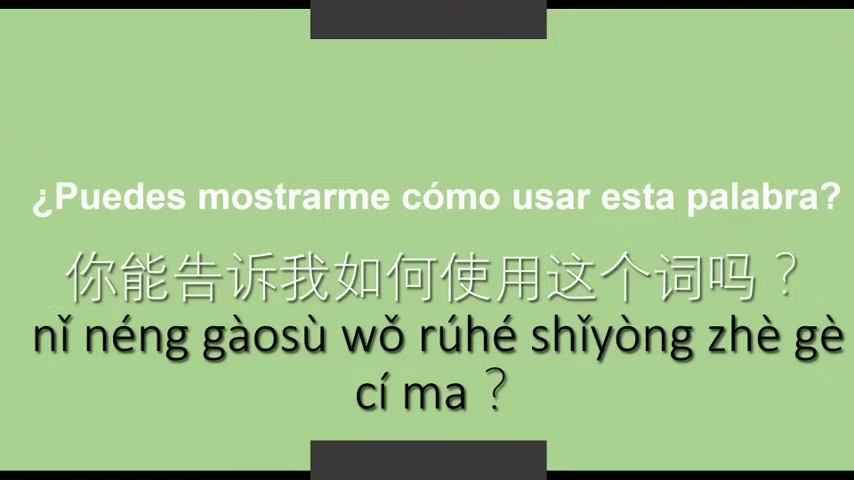 ¿Puedes mostrarme cómo usar esta palabra?
你能告诉我如何使用这个词吗？
nǐ néng gàosù wǒ rúhé shǐyòng zhè gè
cí ma？